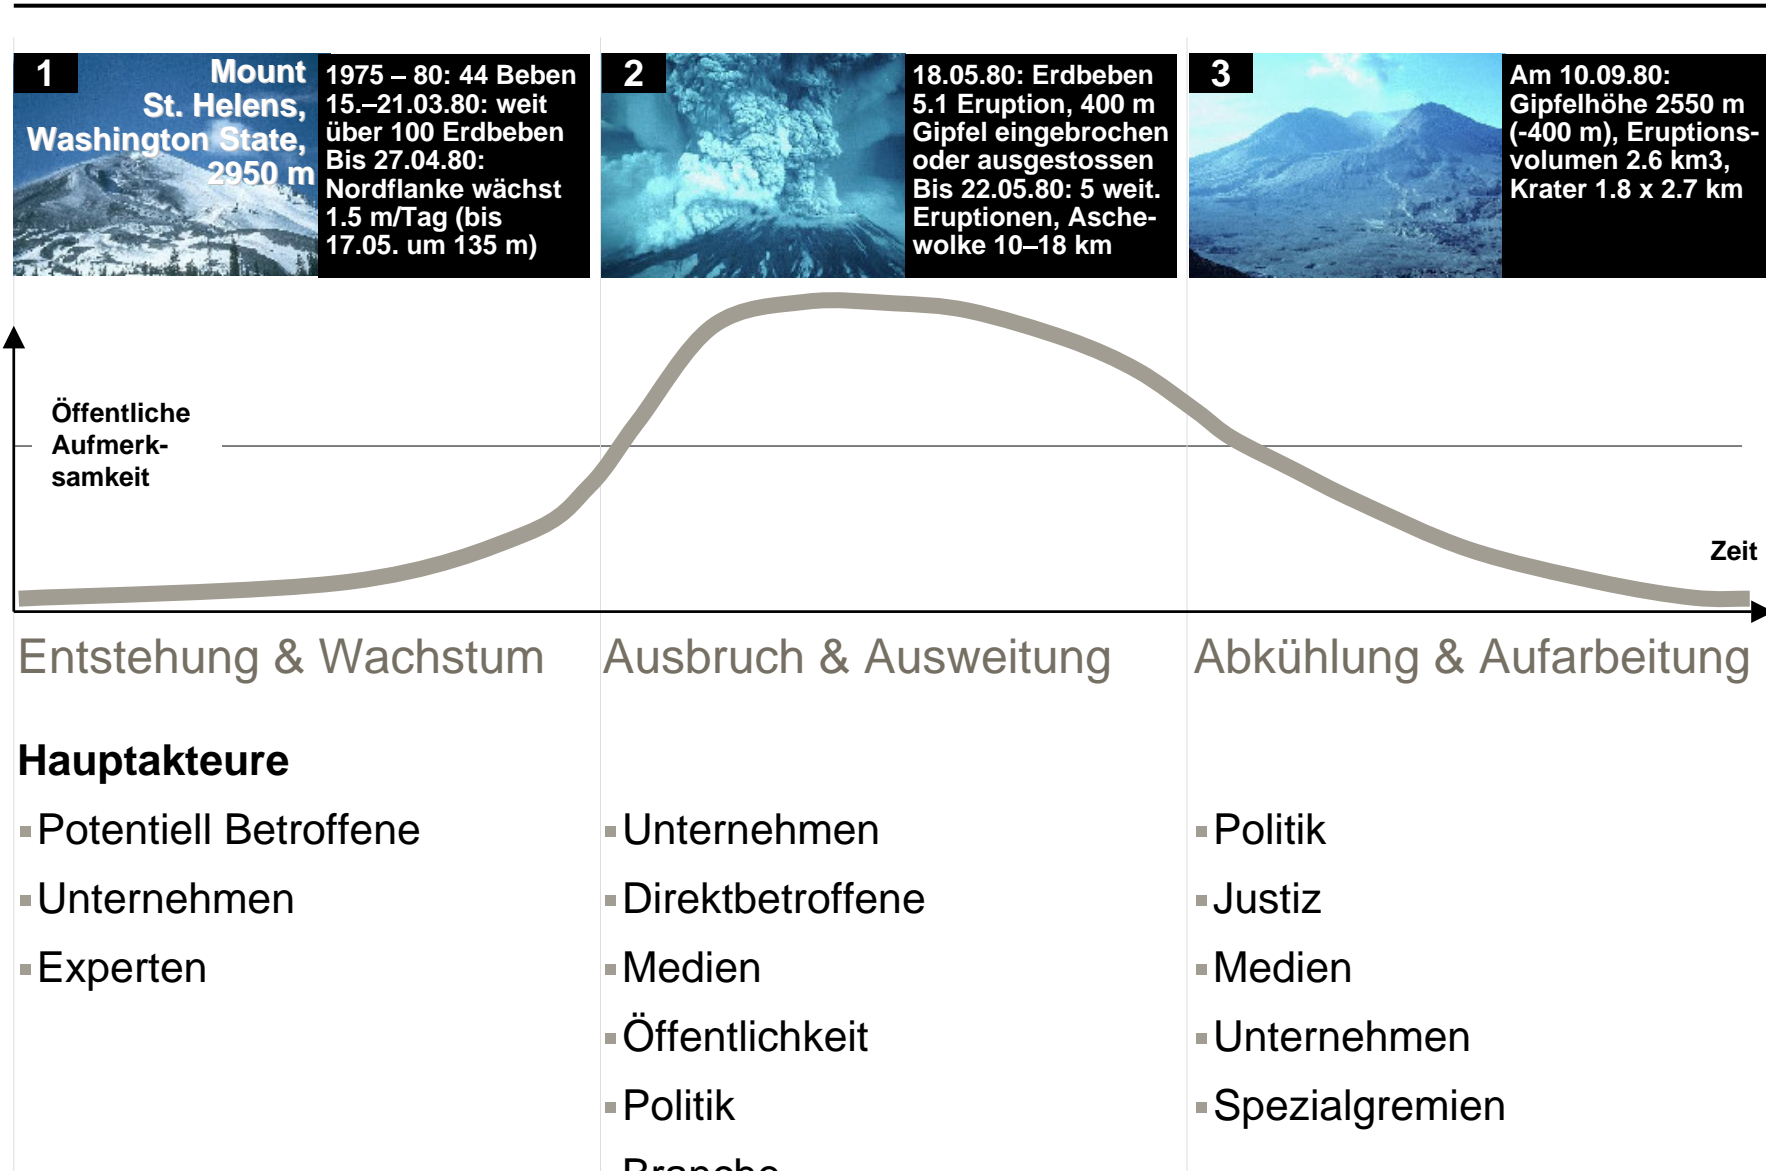 1
Mount
St. Helens,
Washington State,
2950 m
1975 – 80: 44 Beben
15.–21.03.80: weit
über 100 Erdbeben
Bis 27.04.80:
Nordflanke wächst
1.5 m/Tag (bis
17.05. um 135 m)
2
18.05.80: Erdbeben
5.1 Eruption, 400 m
Gipfel eingebrochen
oder ausgestossen
Bis 22.05.80: 5 weit.
Eruptionen, Asche-
wolke 10–18 km
3
Am 10.09.80:
Gipfelhöhe 2550 m
(-400 m), Eruptions-
volumen 2.6 km3,
Krater 1.8 x 2.7 km
Öffentliche
Aufmerk-
samkeit
Zeit
Entstehung & Wachstum
Ausbruch & Ausweitung
Abkühlung & Aufarbeitung
Hauptakteure
Potentiell Betroffene
Unternehmen
Experten
Unternehmen
Direktbetroffene
Medien
Öffentlichkeit
Politik
Branche
Politik
Justiz
Medien
Unternehmen
Spezialgremien